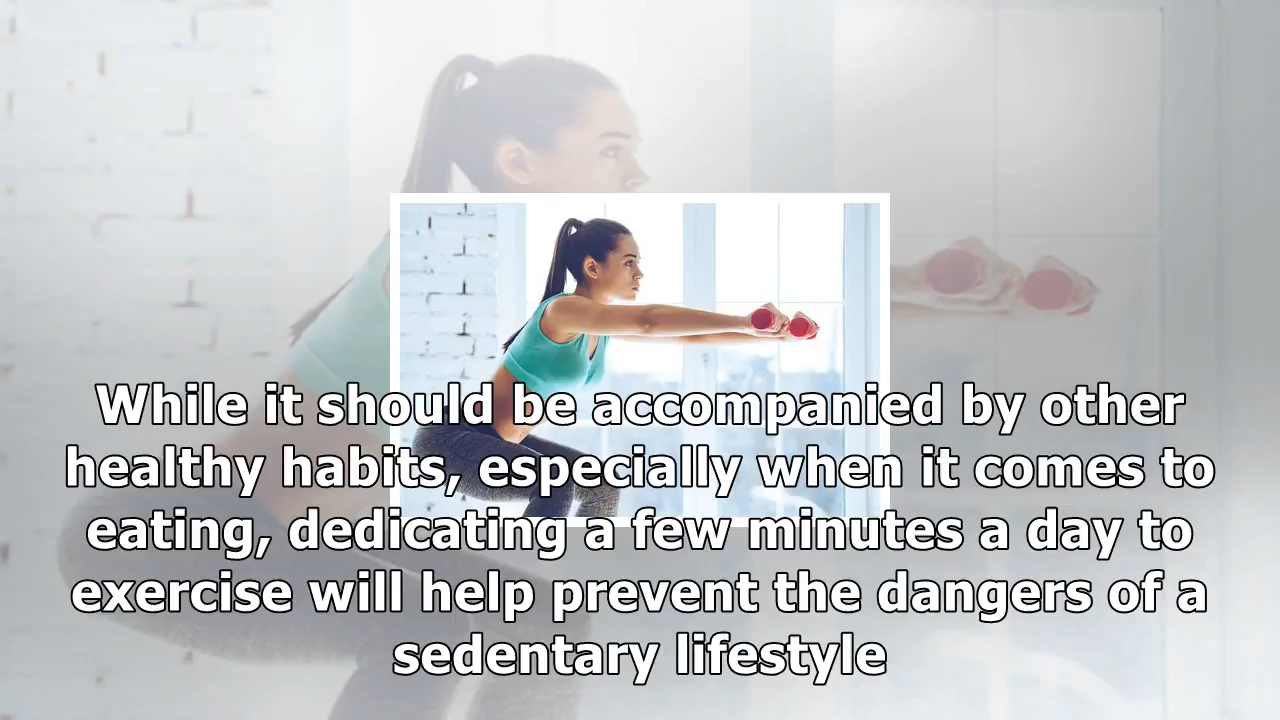 While it should be accompanied by other
healthy habits, especially when it comes to
eating, dedicating a few minutes a day to
exercise will help prevent the dangers of a
sedentary lifestyle